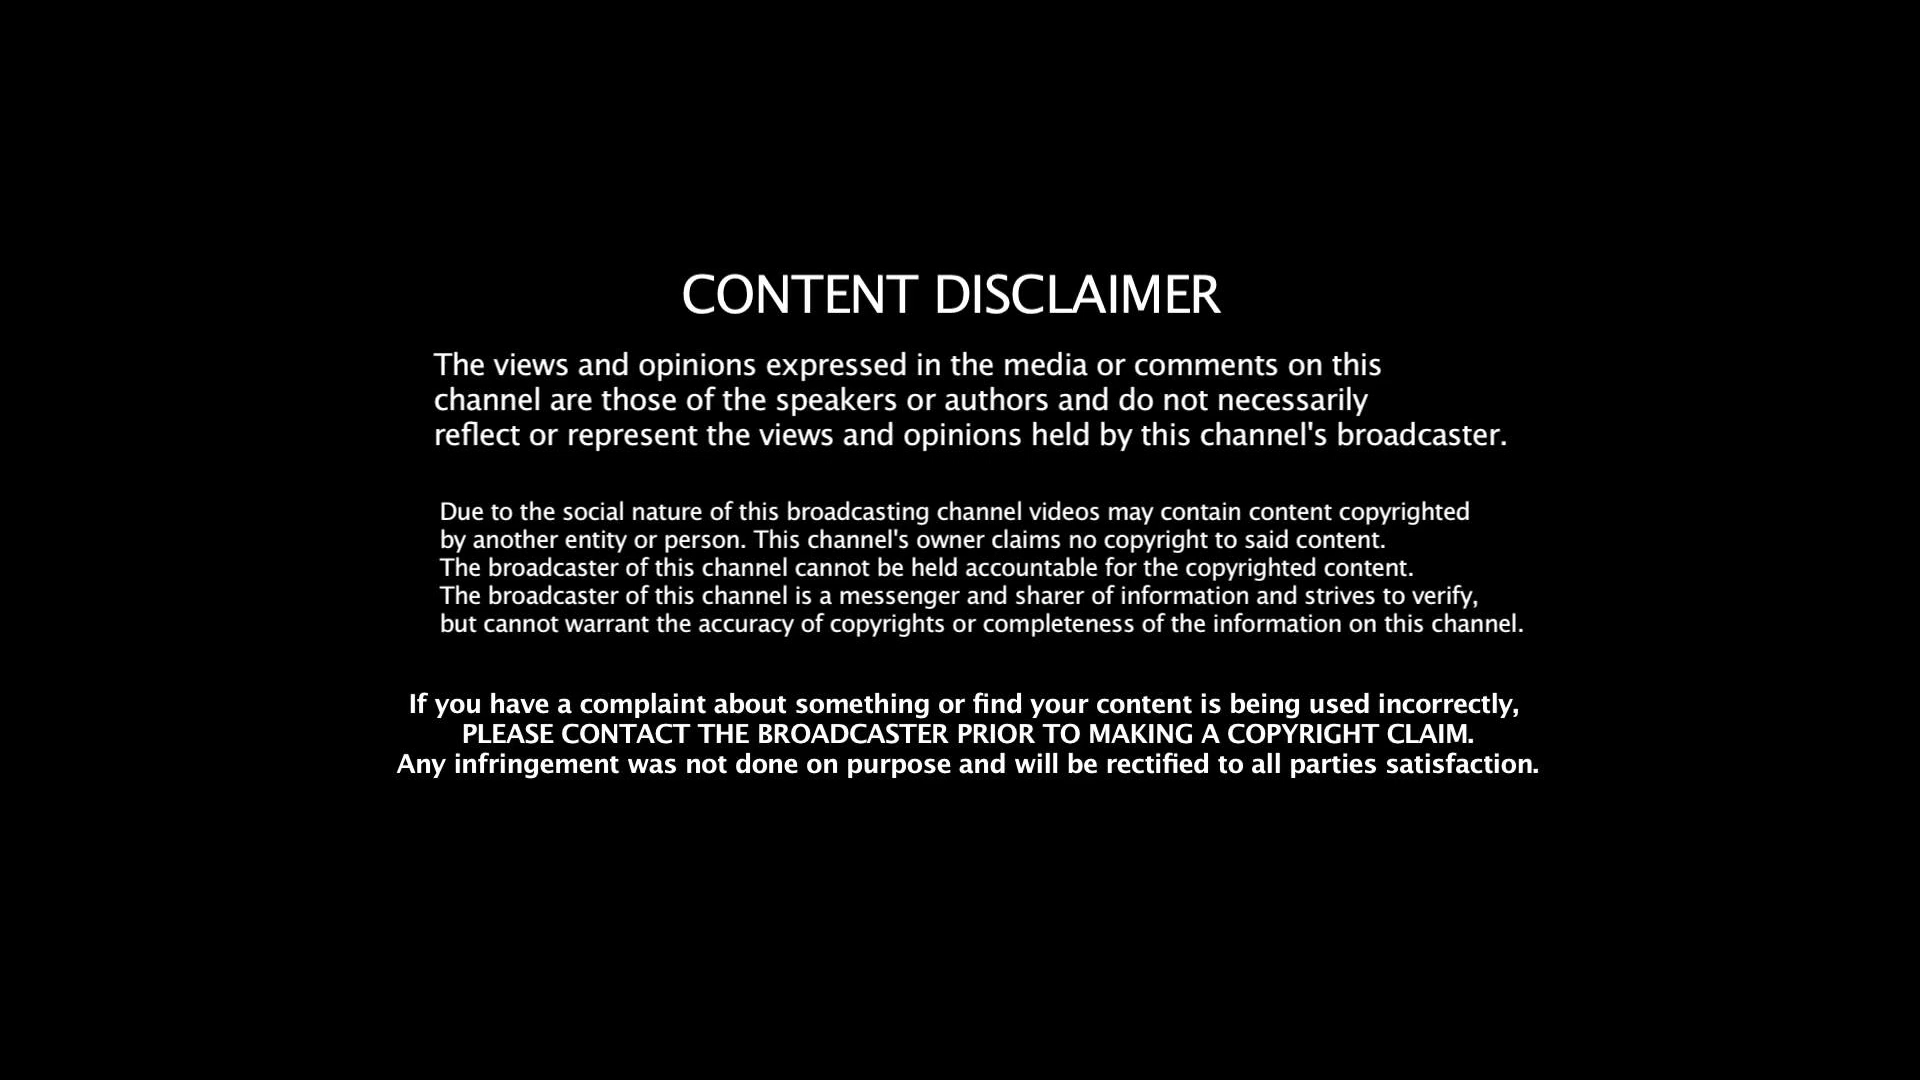 CONTENT DISCLAIMER
The views and opinions expressed in the media or comments on this
channel are those of the speakers or authors and do not necessarily
reflect or represent the views and opinions held by this channel's broadcaster.
Due to the social nature of this broadcasting channel videos may contain content copyrighted
by another entity or person. This channel's owner claims no copyright to said content.
The broadcaster of this channel cannot be held accountable for the copyrighted content.
The broadcaster of this channel is a messenger and sharer of information and strives to verify,
but cannot warrant the accuracy of copyrights or completeness of the information on this channel.
If you have a complaint about something or find your content is being used incorrectly,
PLEASE CONTACT THE BROADCASTER PRIOR TO MAKING A COPYRIGHT CLAIM.
Any infringement was not done on purpose and will be rectified to all parties satisfaction.